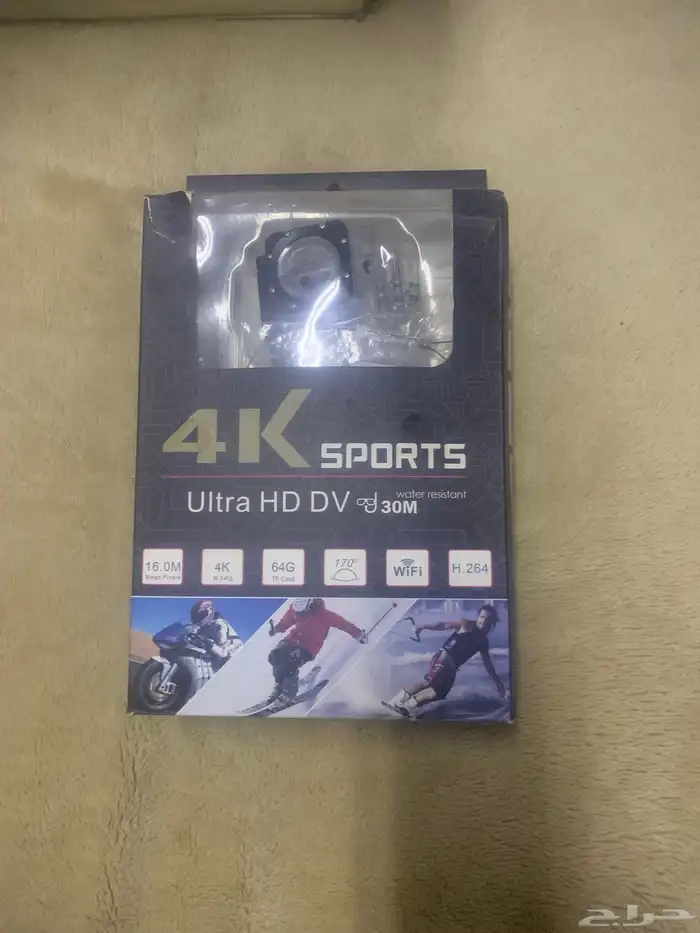 4K SPORTS
Ultra HD DV water resistant 30M
16.0M
Mega Pixels
4K
64G
TF Card
170°
WiFi
H.264
حراج